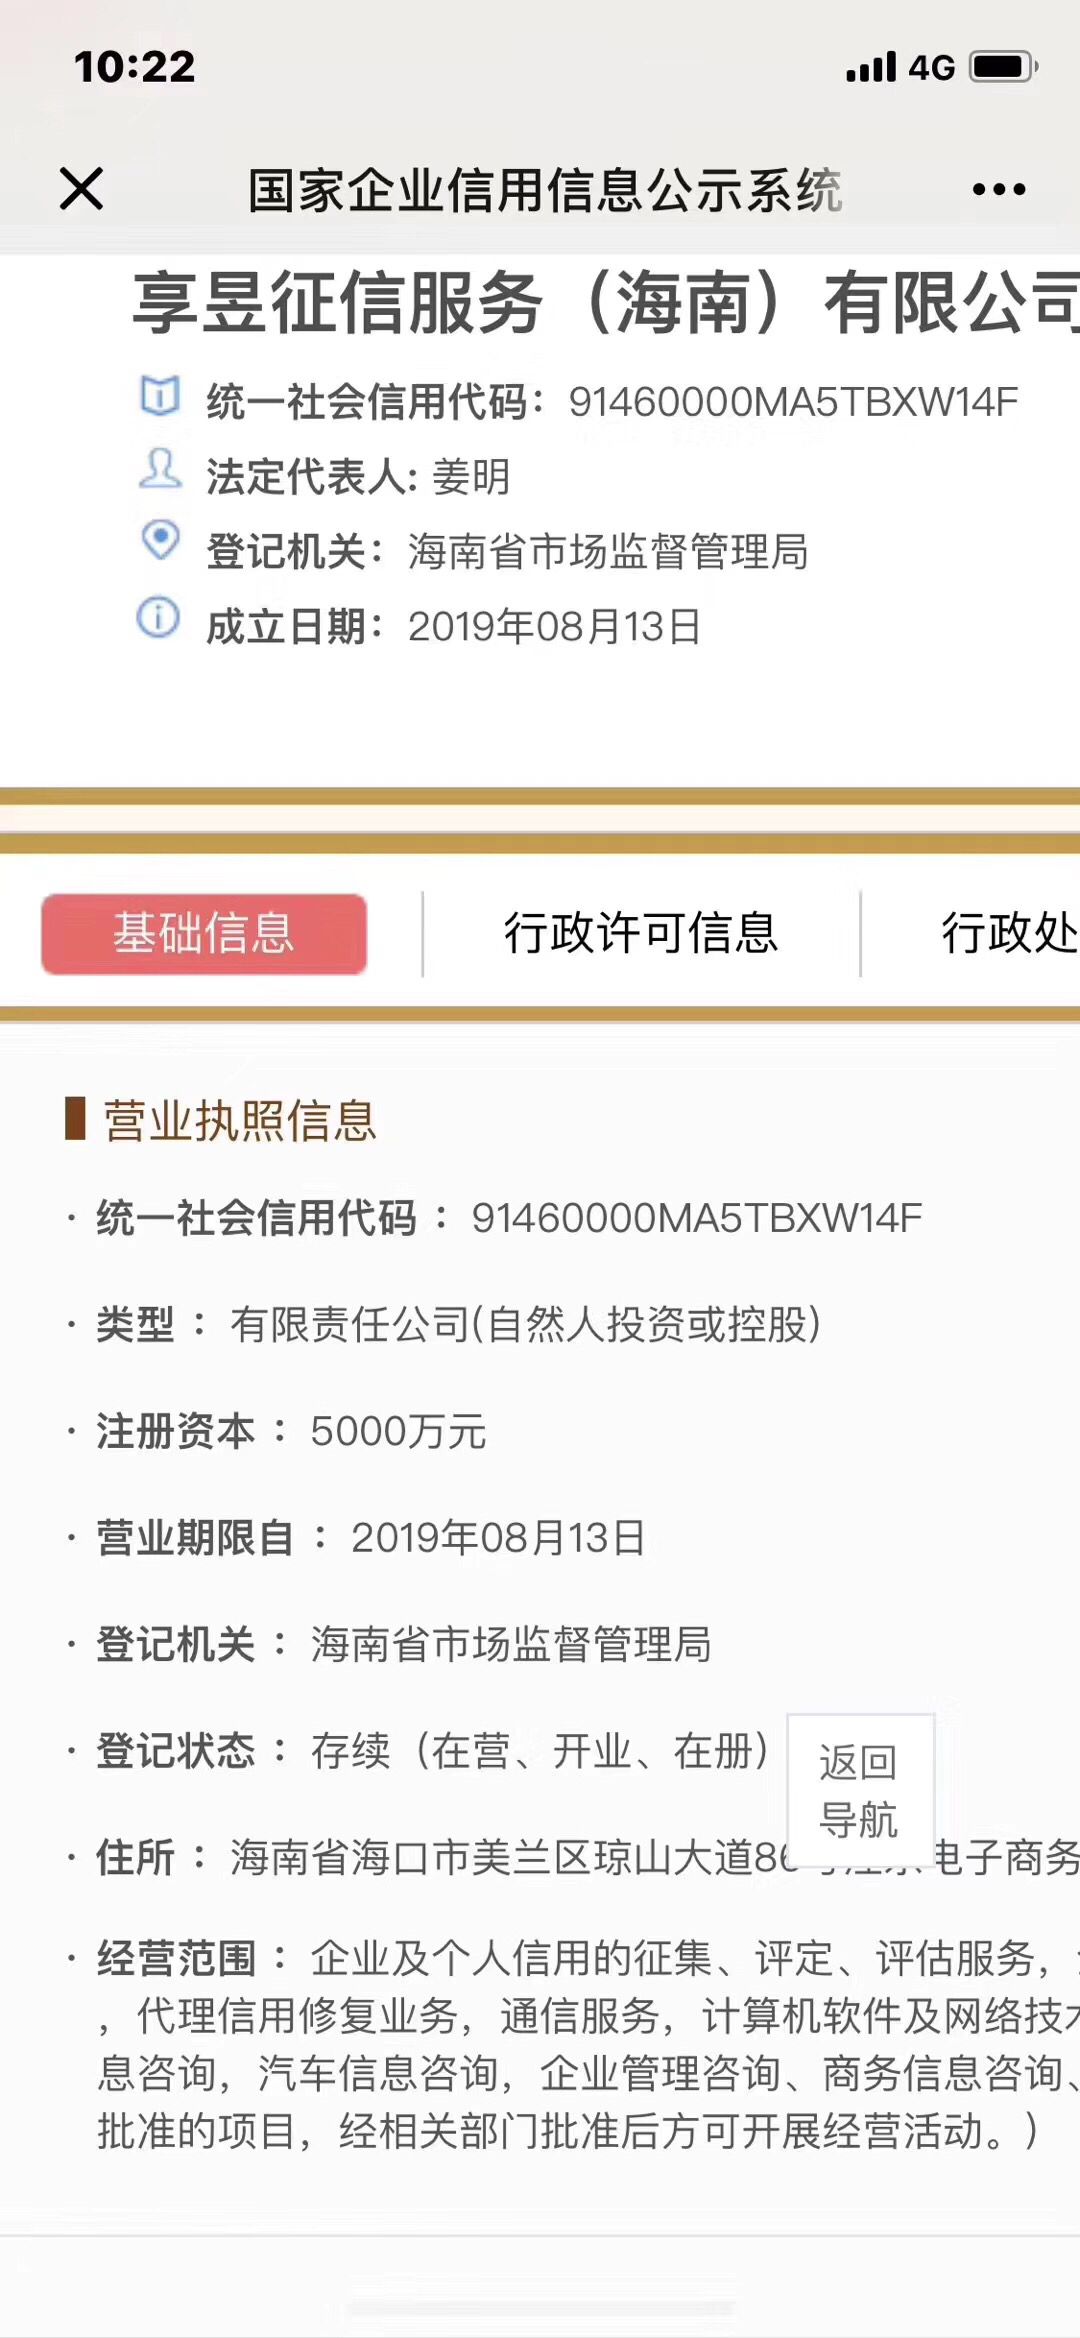 10:22
4G
国家企业信用信息公示系统
享昱征信服务（海南）有限公司
统一社会信用代码：91460000MA5TBXW14F
法定代表人: 姜明
登记机关：海南省市场监督管理局
成立日期：2019年08月13日
基础信息
行政许可信息
行政处
营业执照信息
· 统一社会信用代码 ：91460000MA5TBXW14F
· 类型 ：有限责任公司(自然人投资或控股)
· 注册资本 ：5000万元
· 营业期限自 ：2019年08月13日
· 登记机关 ：海南省市场监督管理局
· 登记状态 ：存续（在营、开业、在册）
返回
导航
· 住所 ：海南省海口市美兰区琼山大道86 电子商务
· 经营范围 ：企业及个人信用的征集、评定、评估服务，
，代理信用修复业务，通信服务，计算机软件及网络技术
息咨询，汽车信息咨询，企业管理咨询、商务信息咨询、
批准的项目，经相关部门批准后方可开展经营活动。）